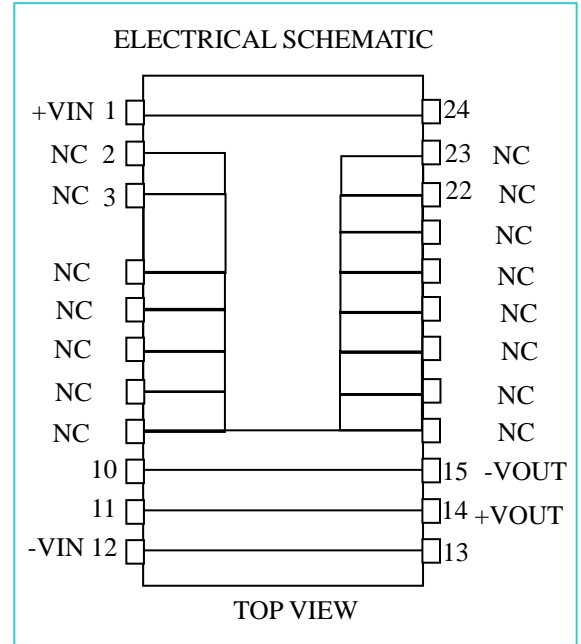 ELECTRICAL SCHEMATIC
+VIN 1 24
NC 2 23 NC
NC 3 22 NC
NC
NC NC
NC NC
NC NC
NC NC
NC NC
10 15 -VOUT
11 14 +VOUT
-VIN 12 13
TOP VIEW